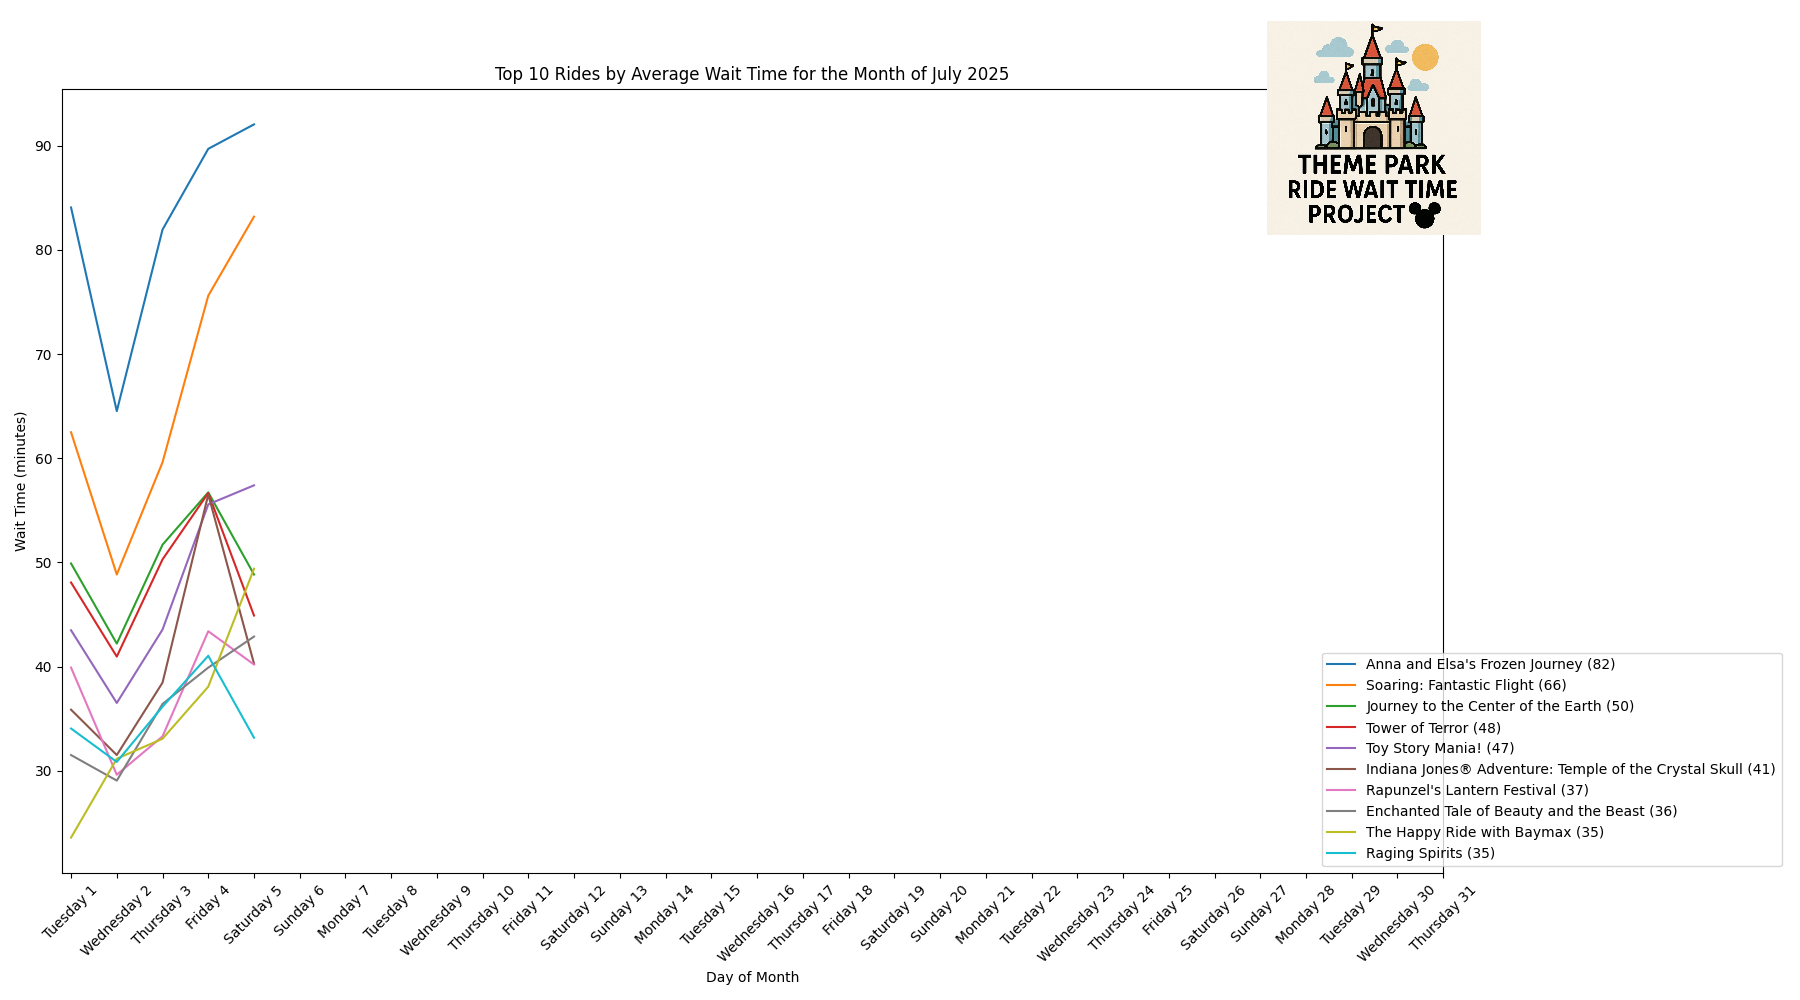 THEME PARK
RIDE WAIT TIME
PROJECT
Top 10 Rides by Average Wait Time for the Month of July 2025
Wait Time (minutes)
90
80
70
60
50
40
30
Anna and Elsa's Frozen Journey (82)
Soaring: Fantastic Flight (66)
Journey to the Center of the Earth (50)
Tower of Terror (48)
Toy Story Mania! (47)
Indiana Jones® Adventure: Temple of the Crystal Skull (41)
Rapunzel's Lantern Festival (37)
Enchanted Tale of Beauty and the Beast (36)
The Happy Ride with Baymax (35)
Raging Spirits (35)
Tuesday 1
Wednesday 2
Thursday 3
Friday 4
Saturday 5
Sunday 6
Monday 7
Tuesday 8
Wednesday 9
Thursday 10
Friday 11
Saturday 12
Sunday 13
Monday 14
Tuesday 15
Wednesday 16
Thursday 17
Friday 18
Saturday 19
Sunday 20
Monday 21
Tuesday 22
Wednesday 23
Thursday 24
Friday 25
Saturday 26
Sunday 27
Monday 28
Tuesday 29
Wednesday 30
Thursday 31
Day of Month